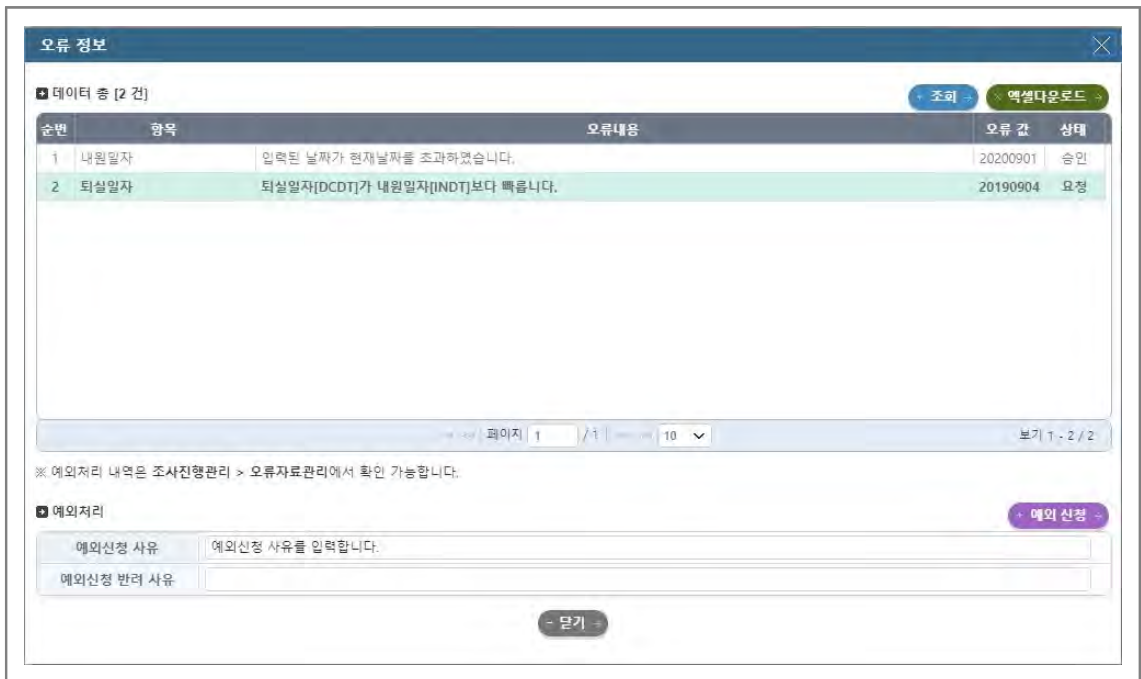 오류 정보
데이터 총 [2 건]
조회
엑셀다운로드
순번 항목 오류내용 오류 값 상태
1 내원일자 입력된 날짜가 현재날짜를 초과하였습니다. 20200901 승인
2 퇴실일자 퇴실일자[DCDT]가 내원일자[INDT]보다 빠릅니다. 20190904 요청
페이지 1 / 1 10 보기 1 - 2 / 2
※ 예외처리 내역은 조사진행관리 > 오류자료관리에서 확인 가능합니다.
예외처리
예외 신청
예외신청 사유 예외신청 사유를 입력합니다.
예외신청 반려 사유
닫기